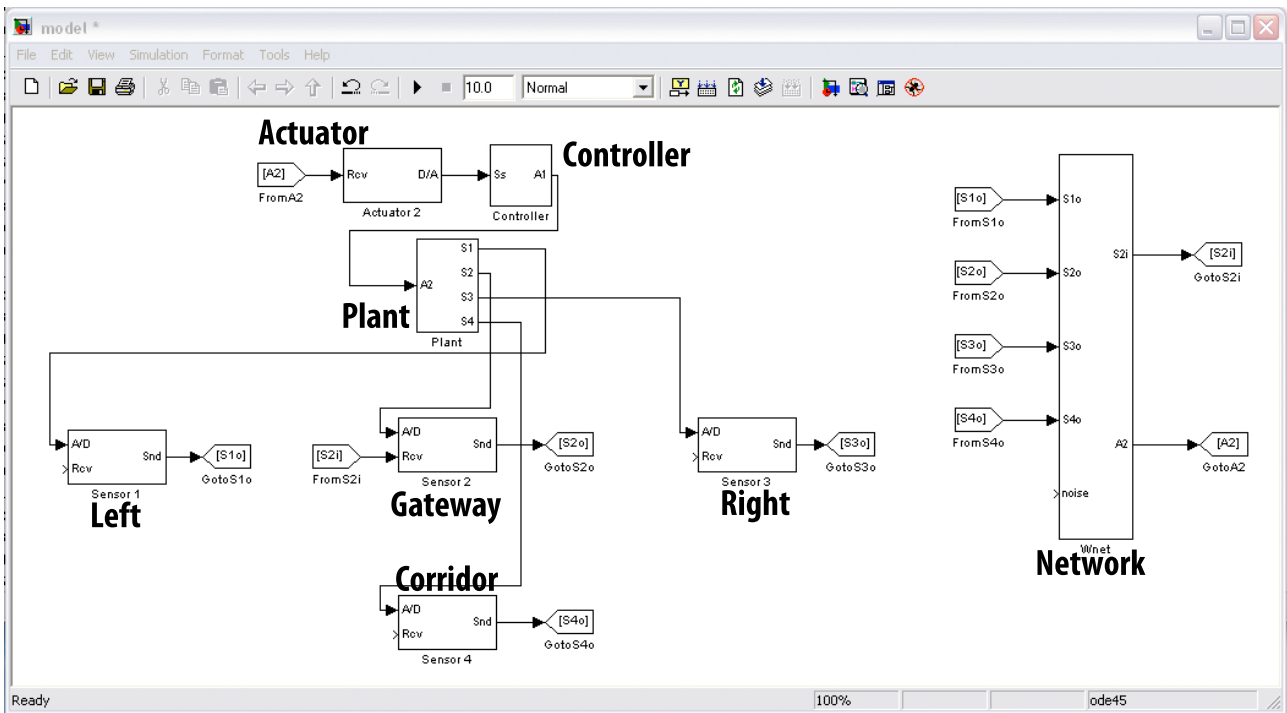 model *
File Edit View Simulation Format Tools Help
10.0 Normal
Actuator
Controller
[A2] Rcv D/A Ss A1
FromA2
Actuator 2
Controller
S1
S2
A2
S3
S4
Plant
Plant
A/D
Snd [S1o]
Rcv
GotoS1o
Sensor 1
Left
A/D
[S2i] Rcv Snd [S2o]
FromS2i GotoS2o
Sensor 2
Gateway
A/D
Snd [S3o]
Rcv
GotoS3o
Sensor 3
Right
Corridor
A/D
Snd [S4o]
Rcv
GotoS4o
Sensor 4
[S1o] S1o
FromS1o
S2i [S2i]
GotoS2i
[S2o] S2o
FromS2o
[S3o] S3o
FromS3o
[S4o] S4o
FromS4o
A2 [A2]
GotoA2
noise
Wnet
Network
Ready 100% ode45